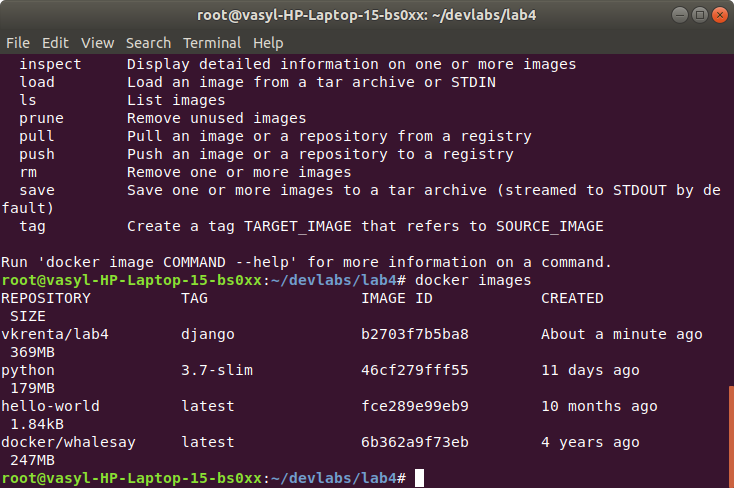 root@vasyl-HP-Laptop-15-bs0xx: ~/devlabs/lab4
File Edit View Search Terminal Help
  inspect     Display detailed information on one or more images
  load        Load an image from a tar archive or STDIN
  ls          List images
  prune       Remove unused images
  pull        Pull an image or a repository from a registry
  push        Push an image or a repository to a registry
  rm          Remove one or more images
  save        Save one or more images to a tar archive (streamed to STDOUT by de
fault)
  tag         Create a tag TARGET_IMAGE that refers to SOURCE_IMAGE

Run 'docker image COMMAND --help' for more information on a command.
root@vasyl-HP-Laptop-15-bs0xx:~/devlabs/lab4# docker images
REPOSITORY          TAG                 IMAGE ID            CREATED
 SIZE
vkrenta/lab4        django              b2703f7b5ba8        About a minute ago
 369MB
python              3.7-slim            46cf279fff55        11 days ago
 179MB
hello-world         latest              fce289e99eb9        10 months ago
 1.84kB
docker/whalesay     latest              6b362a9f73eb        4 years ago
 247MB
root@vasyl-HP-Laptop-15-bs0xx:~/devlabs/lab4#